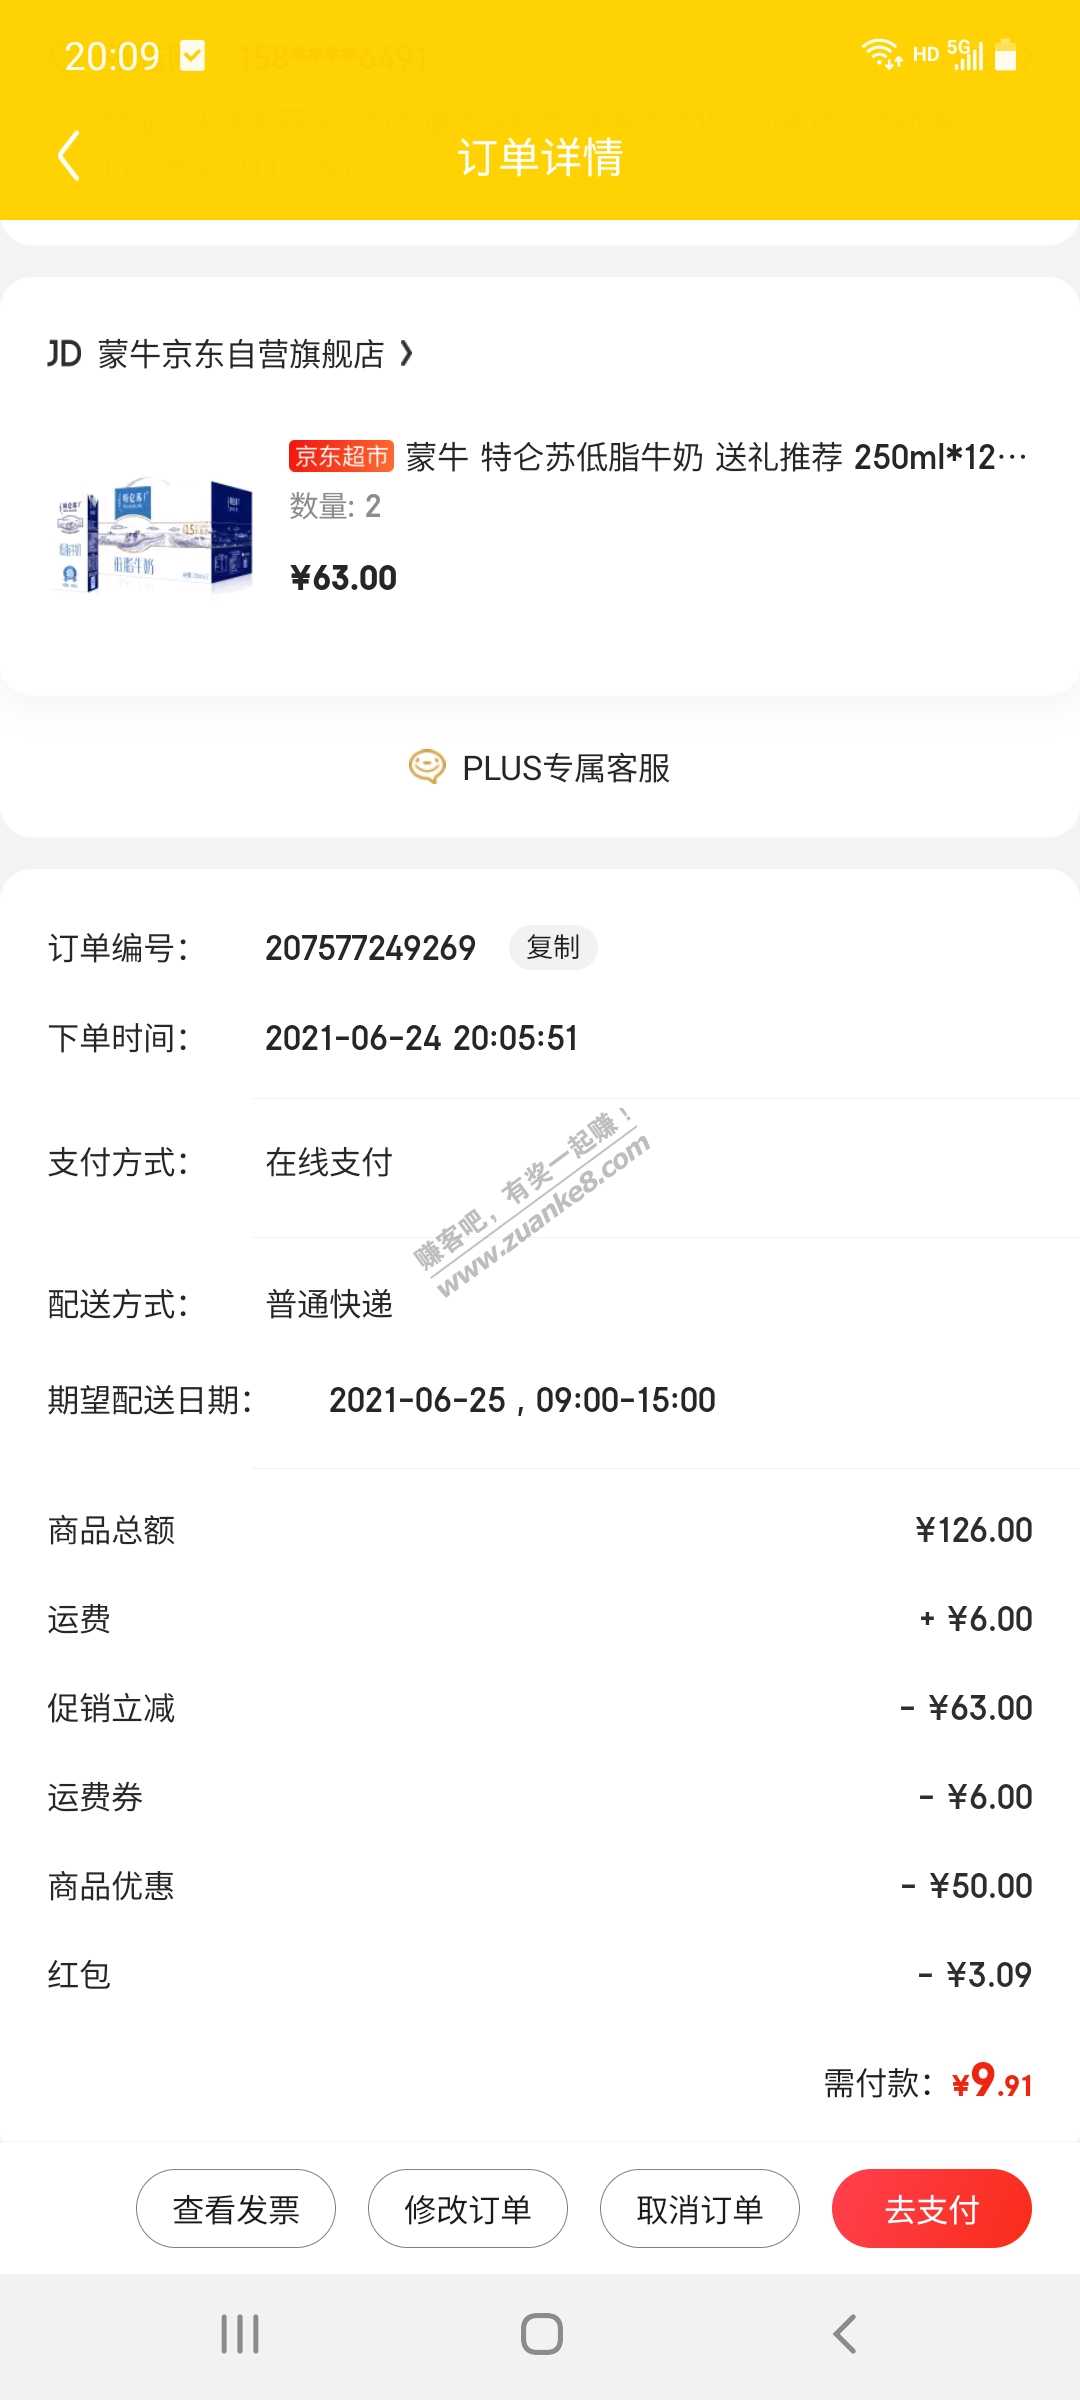 20:09
HD 5G
订单详情
JD 蒙牛京东自营旗舰店
京东超市 蒙牛 特仑苏低脂牛奶 送礼推荐 250ml*12…
数量: 2
¥63.00
PLUS专属客服
订单编号: 207577249269 复制
下单时间: 2021-06-24 20:05:51
支付方式: 在线支付
赚客吧，有奖一起赚！
www.zuanke8.com
配送方式: 普通快递
期望配送日期: 2021-06-25 , 09:00-15:00
商品总额 ¥126.00
运费 + ¥6.00
促销立减 - ¥63.00
运费券 - ¥6.00
商品优惠 - ¥50.00
红包 - ¥3.09
需付款: ¥9.91
查看发票 修改订单 取消订单 去支付